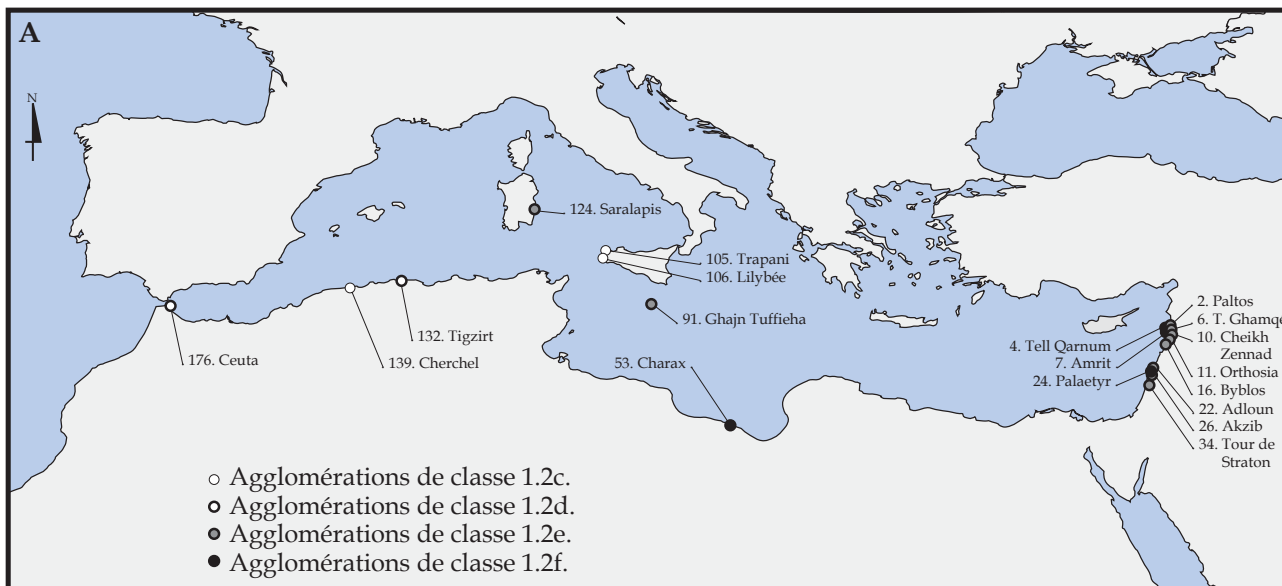 A
N
124. Saralapis
105. Trapani
106. Lilybée
91. Ghajn Tuffieha
132. Tigzirt
139. Cherchel
176. Ceuta
53. Charax
4. Tell Qarnum
7. Amrit
24. Palaetyr
2. Paltos
6. T. Ghamqe
10. Cheikh
Zennad
11. Orthosia
16. Byblos
22. Adloun
26. Akzib
34. Tour de
Straton
Agglomérations de classe 1.2c.
Agglomérations de classe 1.2d.
Agglomérations de classe 1.2e.
Agglomérations de classe 1.2f.